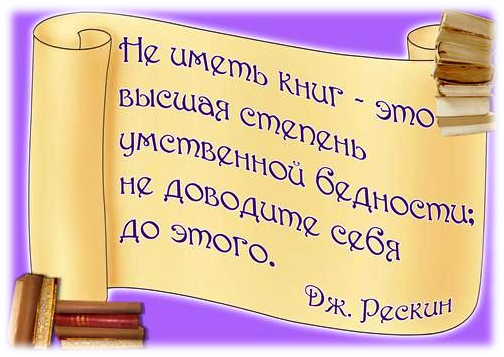 Не иметь книг - это
высшая степень
умственной бедности;
не доводите себя
до этого.
Дж. Рескин